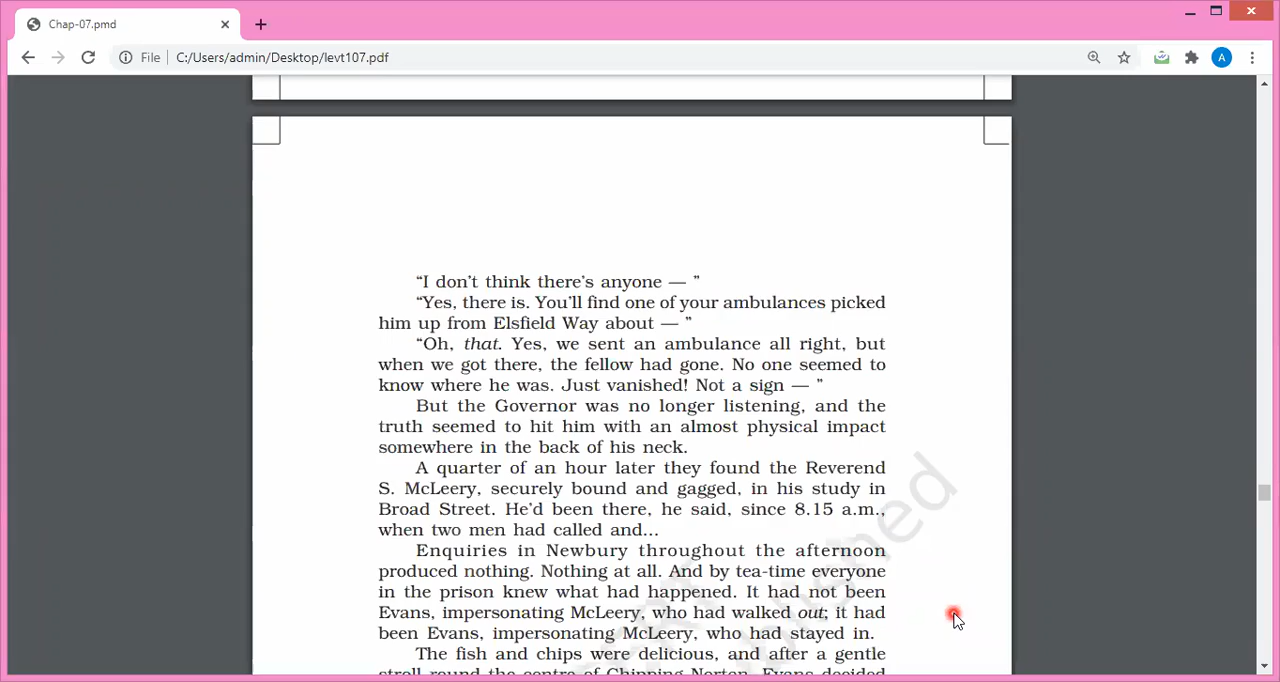 Chap-07.pmd
File
C:/Users/admin/Desktop/levt107.pdf
A
“I don’t think there’s anyone — ”
“Yes, there is. You’ll find one of your ambulances picked
him up from Elsfield Way about — ”
“Oh, that. Yes, we sent an ambulance all right, but
when we got there, the fellow had gone. No one seemed to
know where he was. Just vanished! Not a sign — ”
But the Governor was no longer listening, and the
truth seemed to hit him with an almost physical impact
somewhere in the back of his neck.
A quarter of an hour later they found the Reverend
S. McLeery, securely bound and gagged, in his study in
Broad Street. He’d been there, he said, since 8.15 a.m.,
when two men had called and...
Enquiries in Newbury throughout the afternoon
produced nothing. Nothing at all. And by tea-time everyone
in the prison knew what had happened. It had not been
Evans, impersonating McLeery, who had walked out; it had
been Evans, impersonating McLeery, who had stayed in.
The fish and chips were delicious, and after a gentle
stroll round the centre of Chipping Norton, Evans decided